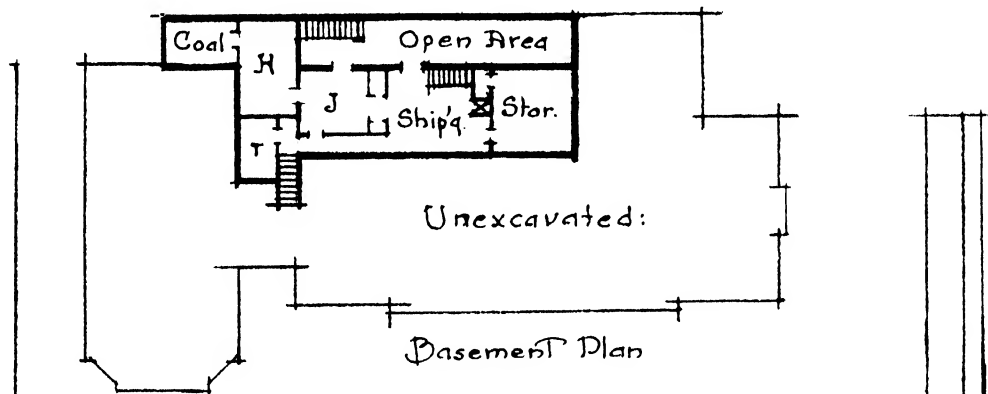 Coal
Open Area
H
J
Ship'g.
Stor.
T
Unexcavated:
Basement Plan